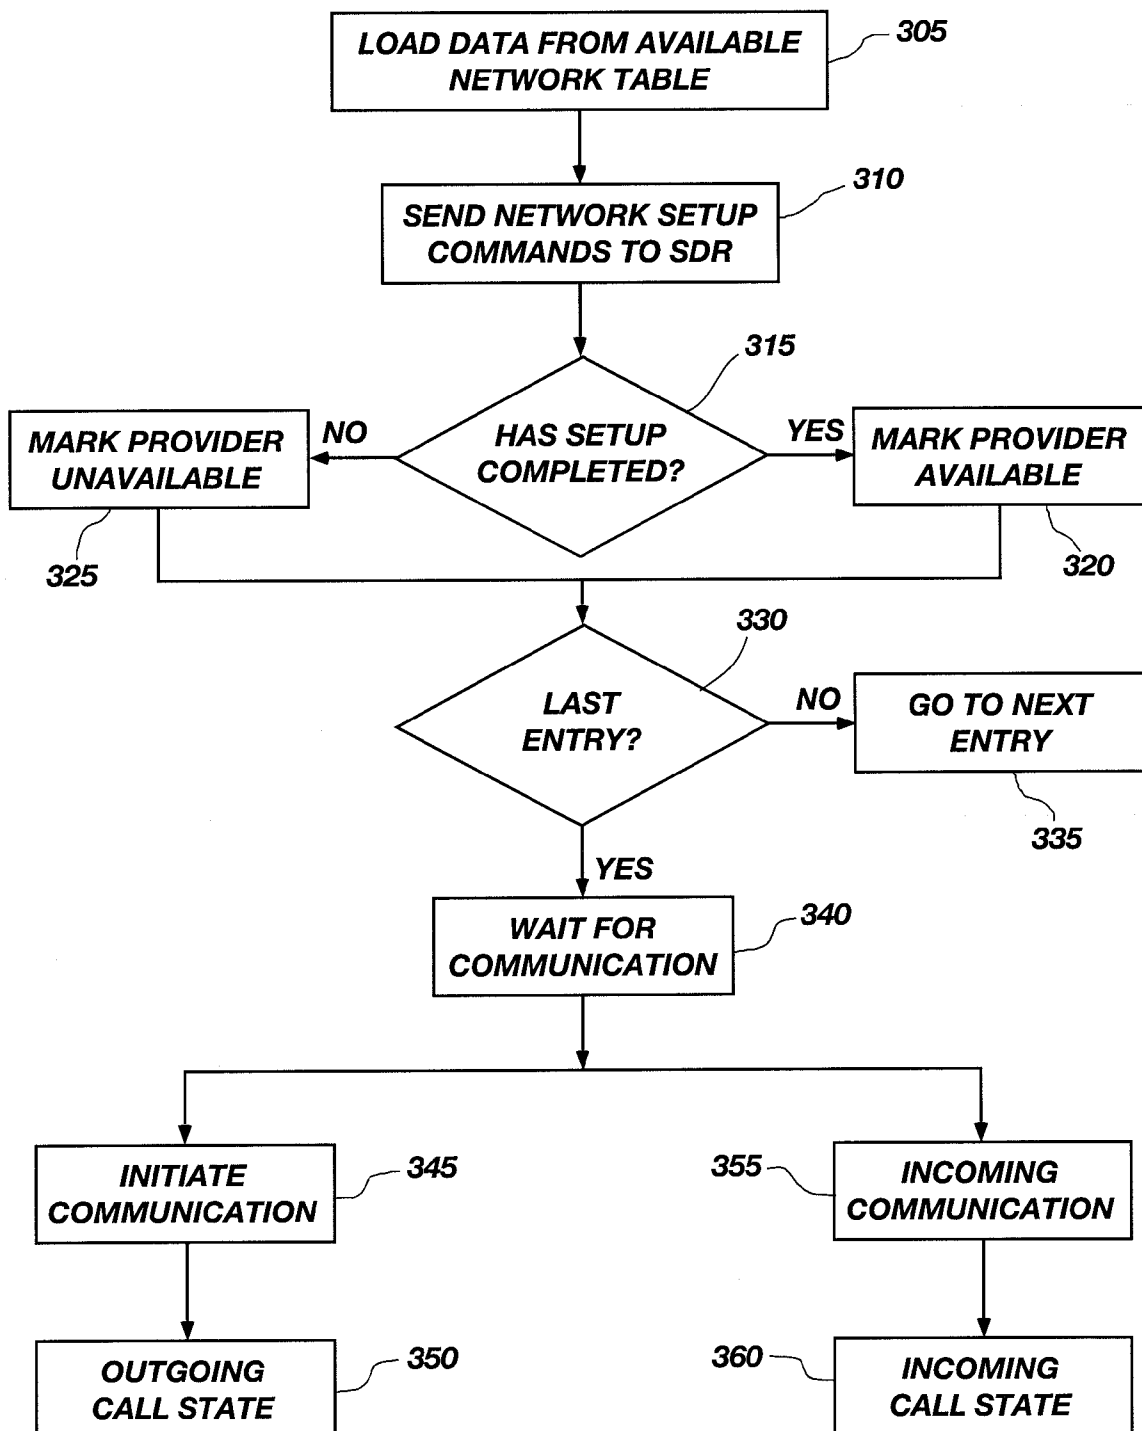 LOAD DATA FROM AVAILABLE
NETWORK TABLE
305
SEND NETWORK SETUP
COMMANDS TO SDR
310
315
HAS SETUP
COMPLETED?
NO
YES
MARK PROVIDER
UNAVAILABLE
325
MARK PROVIDER
AVAILABLE
320
330
LAST
ENTRY?
NO
GO TO NEXT
ENTRY
335
YES
WAIT FOR
COMMUNICATION
340
INITIATE
COMMUNICATION
345
355
INCOMING
COMMUNICATION
OUTGOING
CALL STATE
350
360
INCOMING
CALL STATE